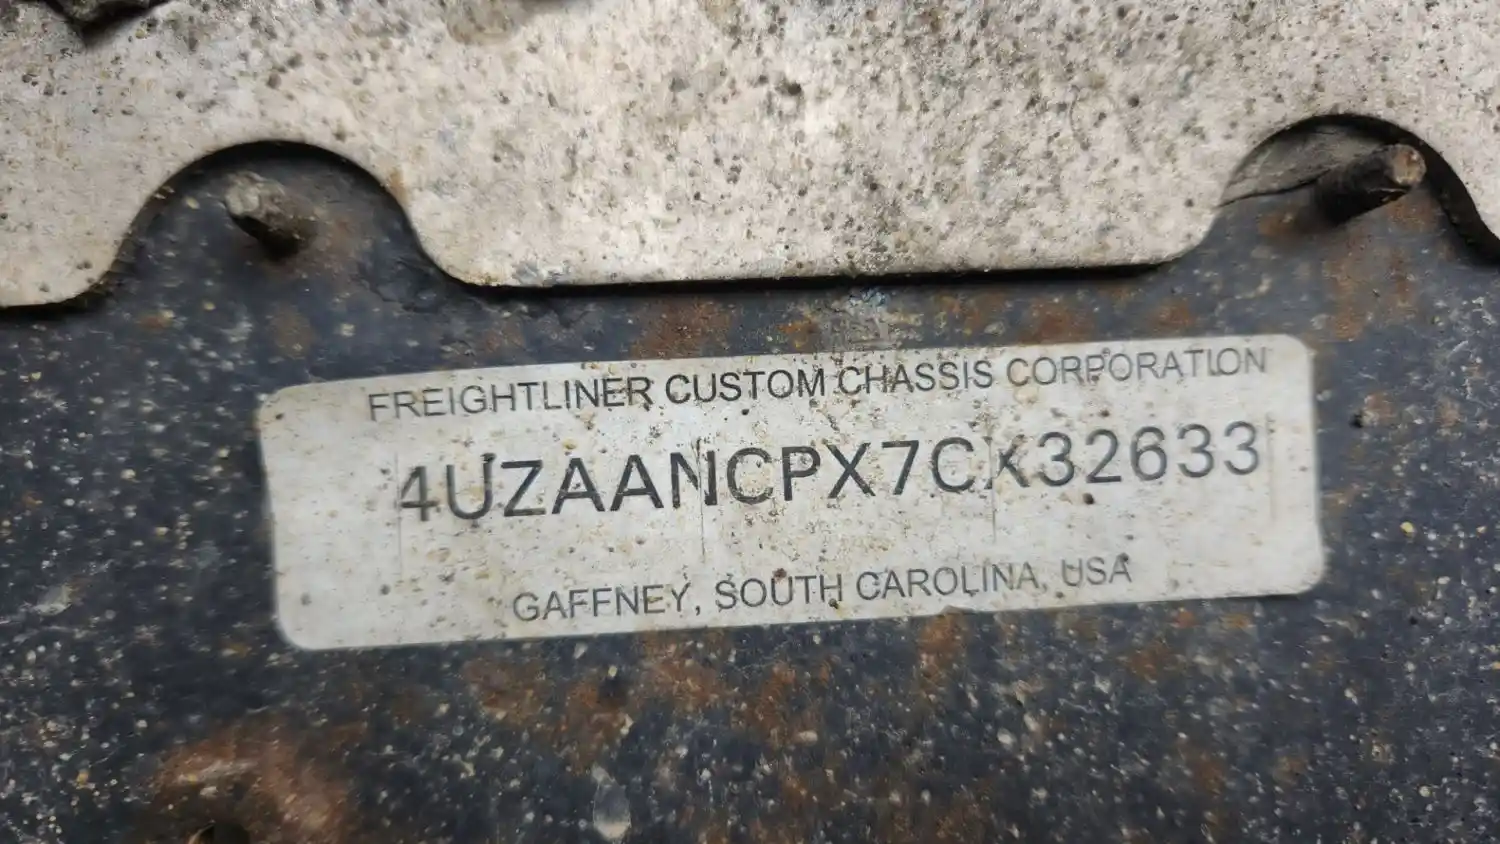 FREIGHTLINER CUSTOM CHASSIS CORPORATION
4UZAANCPX7CX32633
GAFFNEY, SOUTH CAROLINA, USA